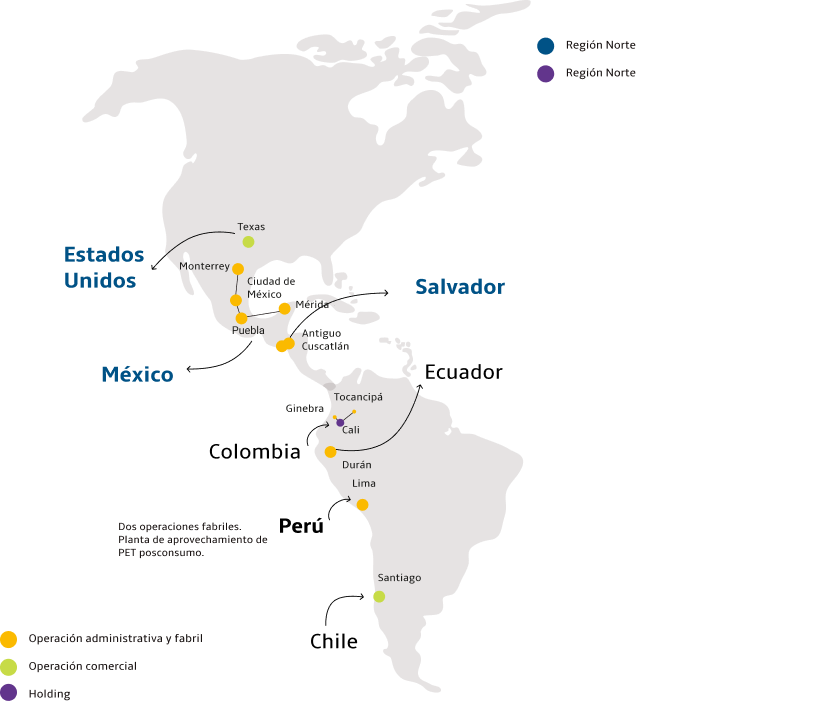 Región Norte
Región Norte
Texas
Estados
Unidos
Monterrey
Ciudad de
México
Salvador
Mérida
Puebla
Antiguo
Cuscatlán
México
Ecuador
Tocancipá
Ginebra
Cali
Colombia
Durán
Lima
Perú
Dos operaciones fabriles.
Planta de aprovechamiento de
PET posconsumo.
Santiago
Chile
Operación administrativa y fabril
Operación comercial
Holding